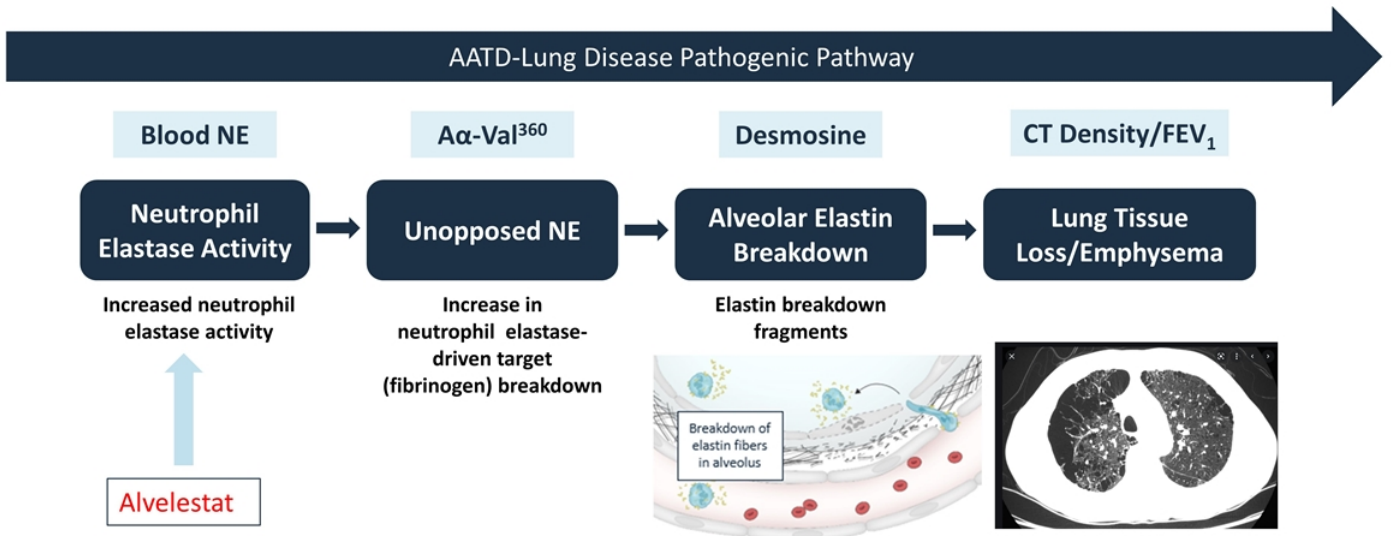 AATD-Lung Disease Pathogenic Pathway
Blood NE
Aα-Val³⁶⁰
Desmosine
CT Density/FEV₁
Neutrophil
Elastase Activity
Unopposed NE
Alveolar Elastin
Breakdown
Lung Tissue
Loss/Emphysema
Increased neutrophil
elastase activity
Increase in
neutrophil elastase-
driven target
(fibrinogen) breakdown
Elastin breakdown
fragments
Breakdown of
elastin fibers
in alveolus
Alvelestat